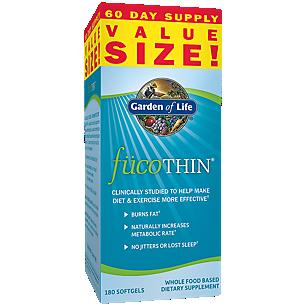 60 DAY SUPPLY
VALUE
SIZE!
Garden of Life®
fücoTHIN®
CLINICALLY STUDIED TO HELP MAKE
DIET & EXERCISE MORE EFFECTIVE†
▸ BURNS FAT†
▸ NATURALLY INCREASES
METABOLIC RATE†
▸ NO JITTERS OR LOST SLEEP†
180 SOFTGELS
WHOLE FOOD BASED
DIETARY SUPPLEMENT